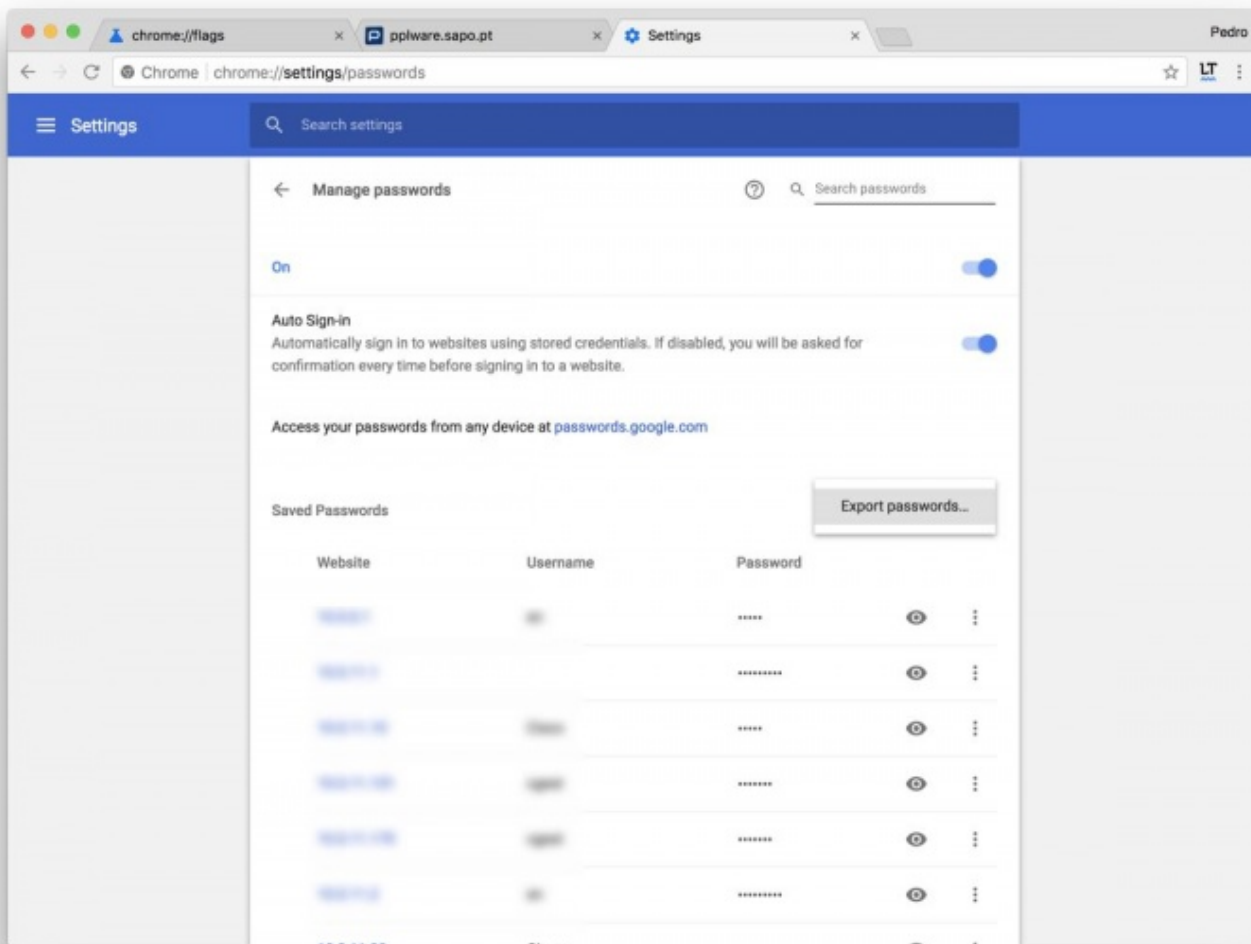 chrome://flags
pplware.sapo.pt
Settings
Pedro
Chrome chrome://settings/passwords
LT
Settings
Search settings
Manage passwords
Search passwords
On
Auto Sign-in
Automatically sign in to websites using stored credentials. If disabled, you will be asked for
confirmation every time before signing in to a website.
Access your passwords from any device at passwords.google.com
Saved Passwords
Export passwords...
Website Username Password